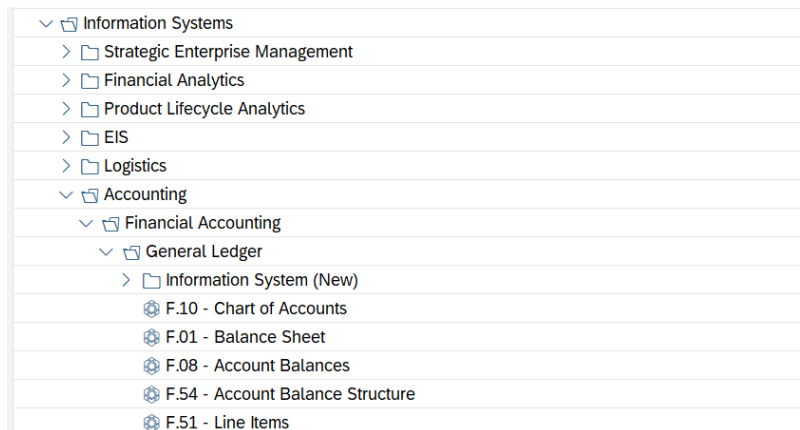 Information Systems
Strategic Enterprise Management
Financial Analytics
Product Lifecycle Analytics
EIS
Logistics
Accounting
Financial Accounting
General Ledger
Information System (New)
F.10 - Chart of Accounts
F.01 - Balance Sheet
F.08 - Account Balances
F.54 - Account Balance Structure
F.51 - Line Items